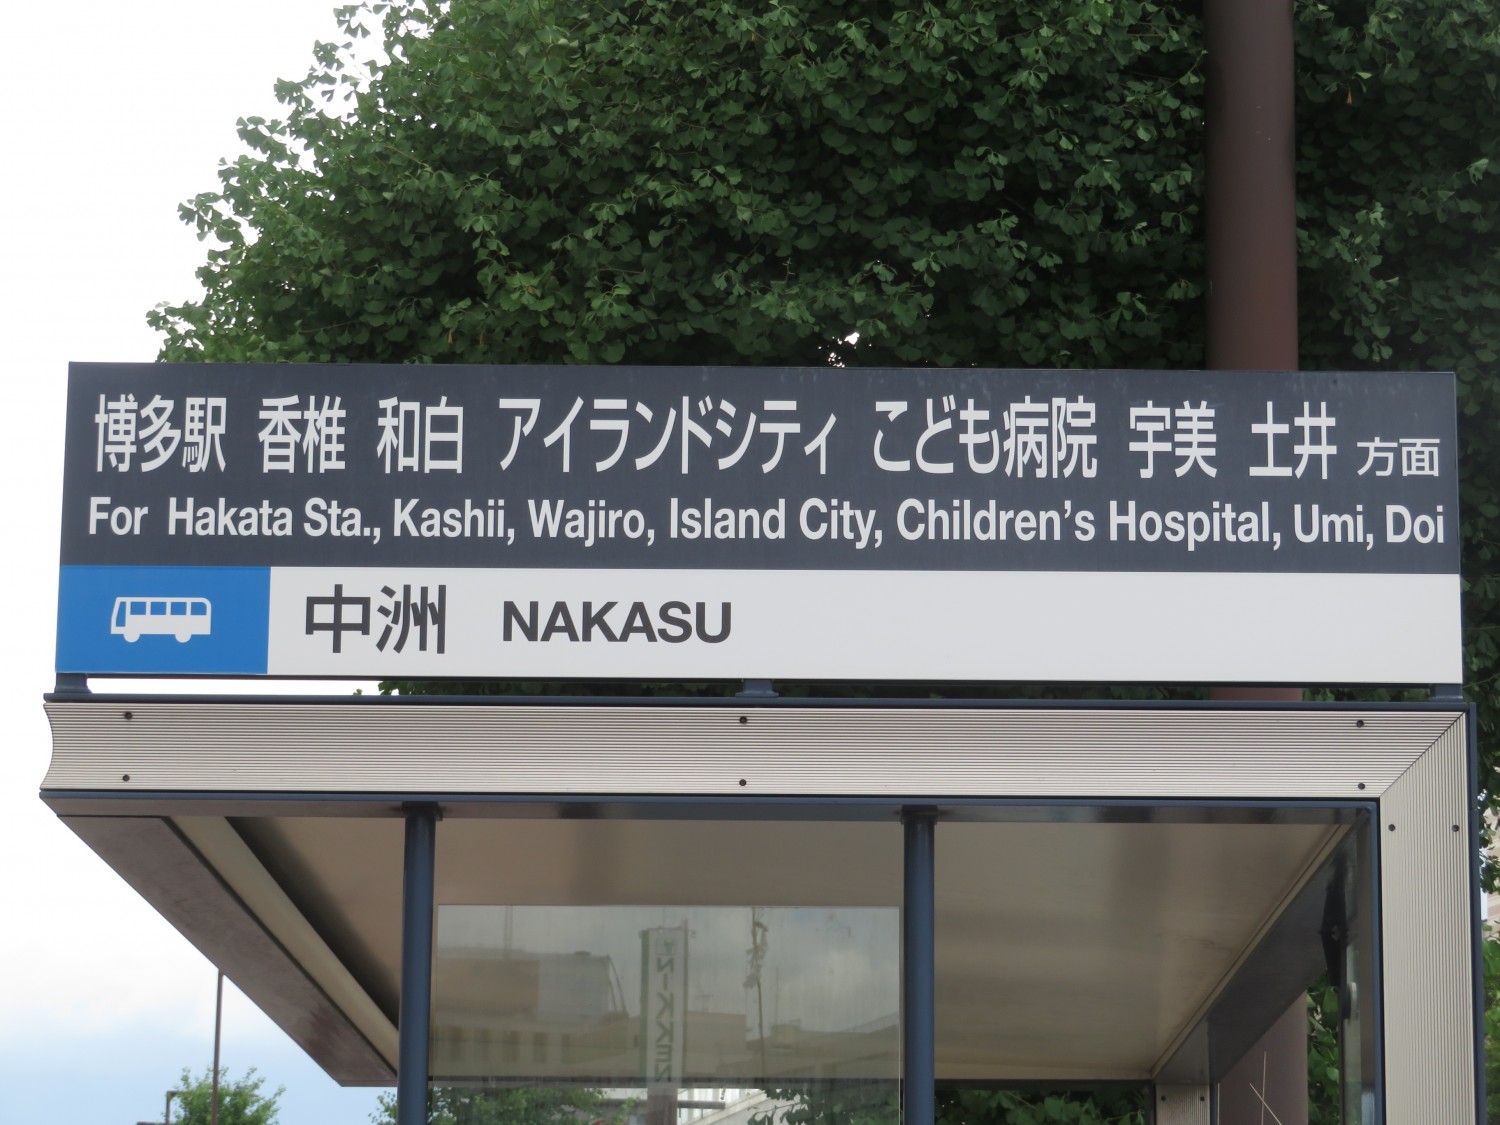 博多駅 香椎 和白 アイランドシティ こども病院 宇美 土井 方面
For Hakata Sta., Kashii, Wajiro, Island City, Children's Hospital, Umi, Doi
中洲 NAKASU